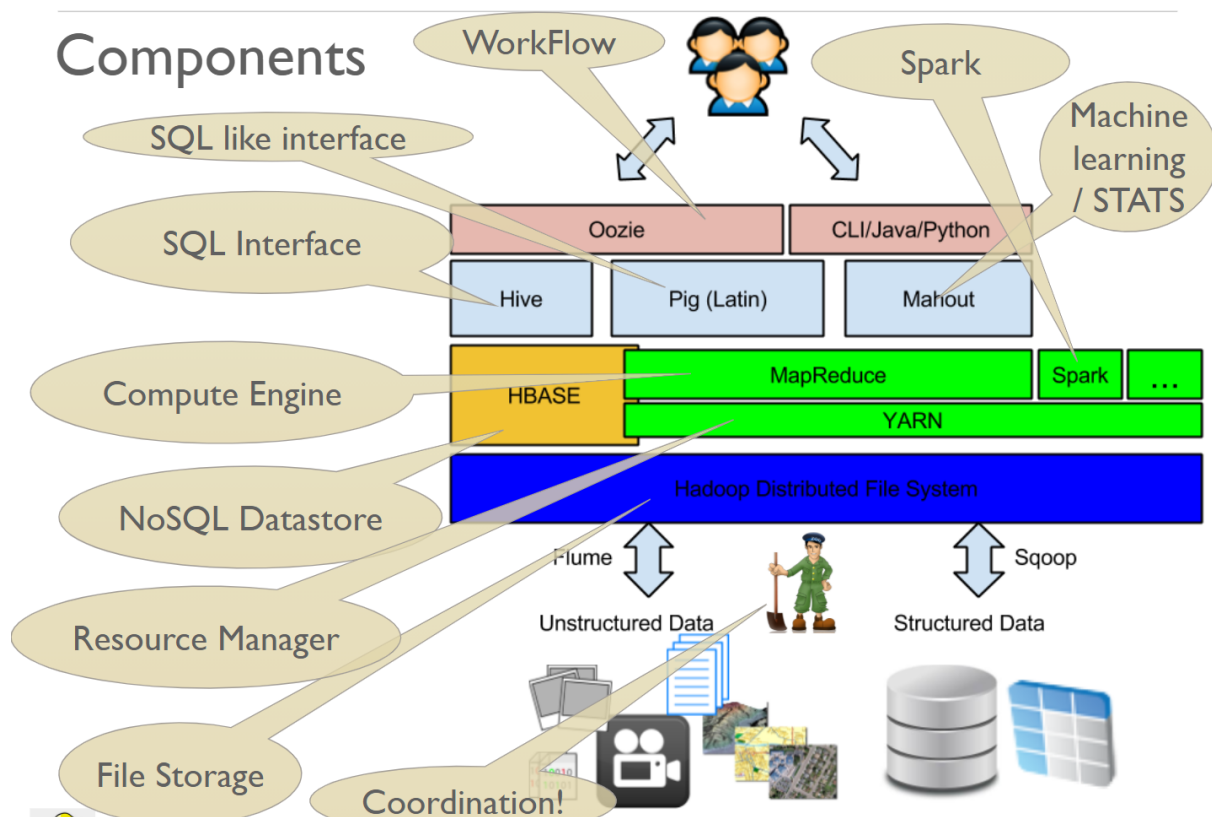 Components
WorkFlow
Spark
SQL like interface
Machine
learning
/ STATS
SQL Interface
Oozie
CLI/Java/Python
Hive
Pig (Latin)
Mahout
Compute Engine
HBASE
MapReduce
Spark
...
YARN
NoSQL Datastore
Hadoop Distributed File System
Flume
Sqoop
Resource Manager
Unstructured Data
Structured Data
File Storage
Coordination!